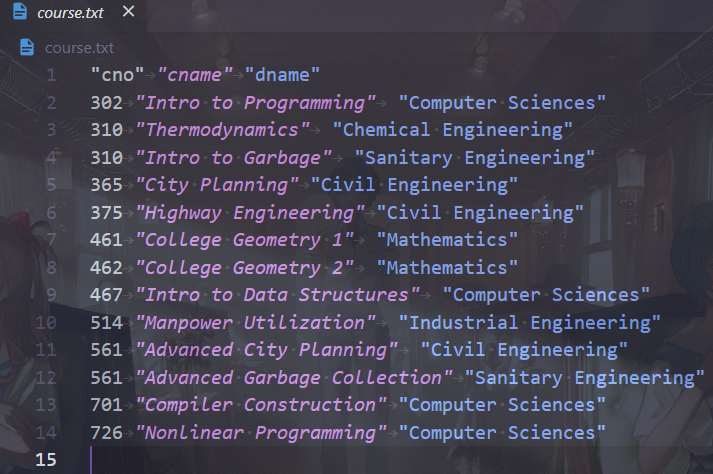 course.txt ×
course.txt
1 "cno" "cname" "dname"
2 302 "Intro to Programming" "Computer Sciences"
3 310 "Thermodynamics" "Chemical Engineering"
4 310 "Intro to Garbage" "Sanitary Engineering"
5 365 "City Planning" "Civil Engineering"
6 375 "Highway Engineering" "Civil Engineering"
7 461 "College Geometry 1" "Mathematics"
8 462 "College Geometry 2" "Mathematics"
9 467 "Intro to Data Structures" "Computer Sciences"
10 514 "Manpower Utilization" "Industrial Engineering"
11 561 "Advanced City Planning" "Civil Engineering"
12 561 "Advanced Garbage Collection" "Sanitary Engineering"
13 701 "Compiler Construction" "Computer Sciences"
14 726 "Nonlinear Programming" "Computer Sciences"
15